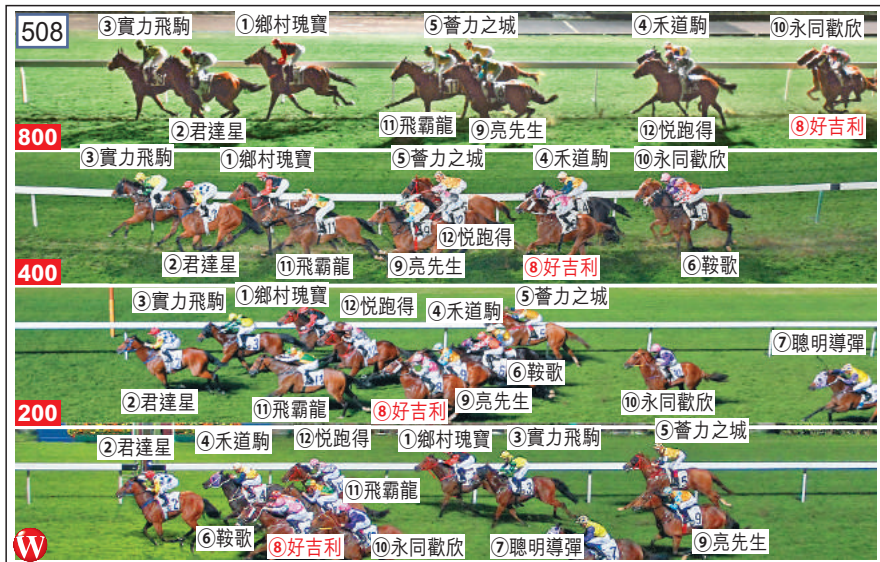 508
③實力飛駒
①鄉村瑰寶
⑤薈力之城
④禾道駒
⑩永同歡欣
②君達星
⑪飛霸龍
⑨亮先生
⑫悦跑得
⑧好吉利
800
③實力飛駒
①鄉村瑰寶
⑤薈力之城
④禾道駒
⑩永同歡欣
⑫悦跑得
②君達星
⑪飛霸龍
⑨亮先生
⑧好吉利
⑥鞍歌
400
③實力飛駒
①鄉村瑰寶
⑫悦跑得
④禾道駒
⑤薈力之城
⑦聰明導彈
⑥鞍歌
②君達星
⑪飛霸龍
⑧好吉利
⑨亮先生
⑩永同歡欣
200
②君達星
④禾道駒
⑫悦跑得
①鄉村瑰寶
③實力飛駒
⑤薈力之城
⑪飛霸龍
⑥鞍歌
⑧好吉利
⑩永同歡欣
⑦聰明導彈
⑨亮先生
W